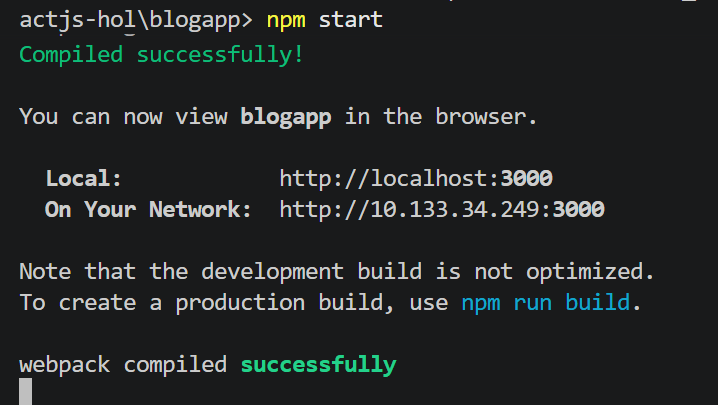 actjs-hol\blogapp> npm start
Compiled successfully!
You can now view blogapp in the browser.
Local: http://localhost:3000
On Your Network: http://10.133.34.249:3000
Note that the development build is not optimized.
To create a production build, use npm run build.
webpack compiled successfully